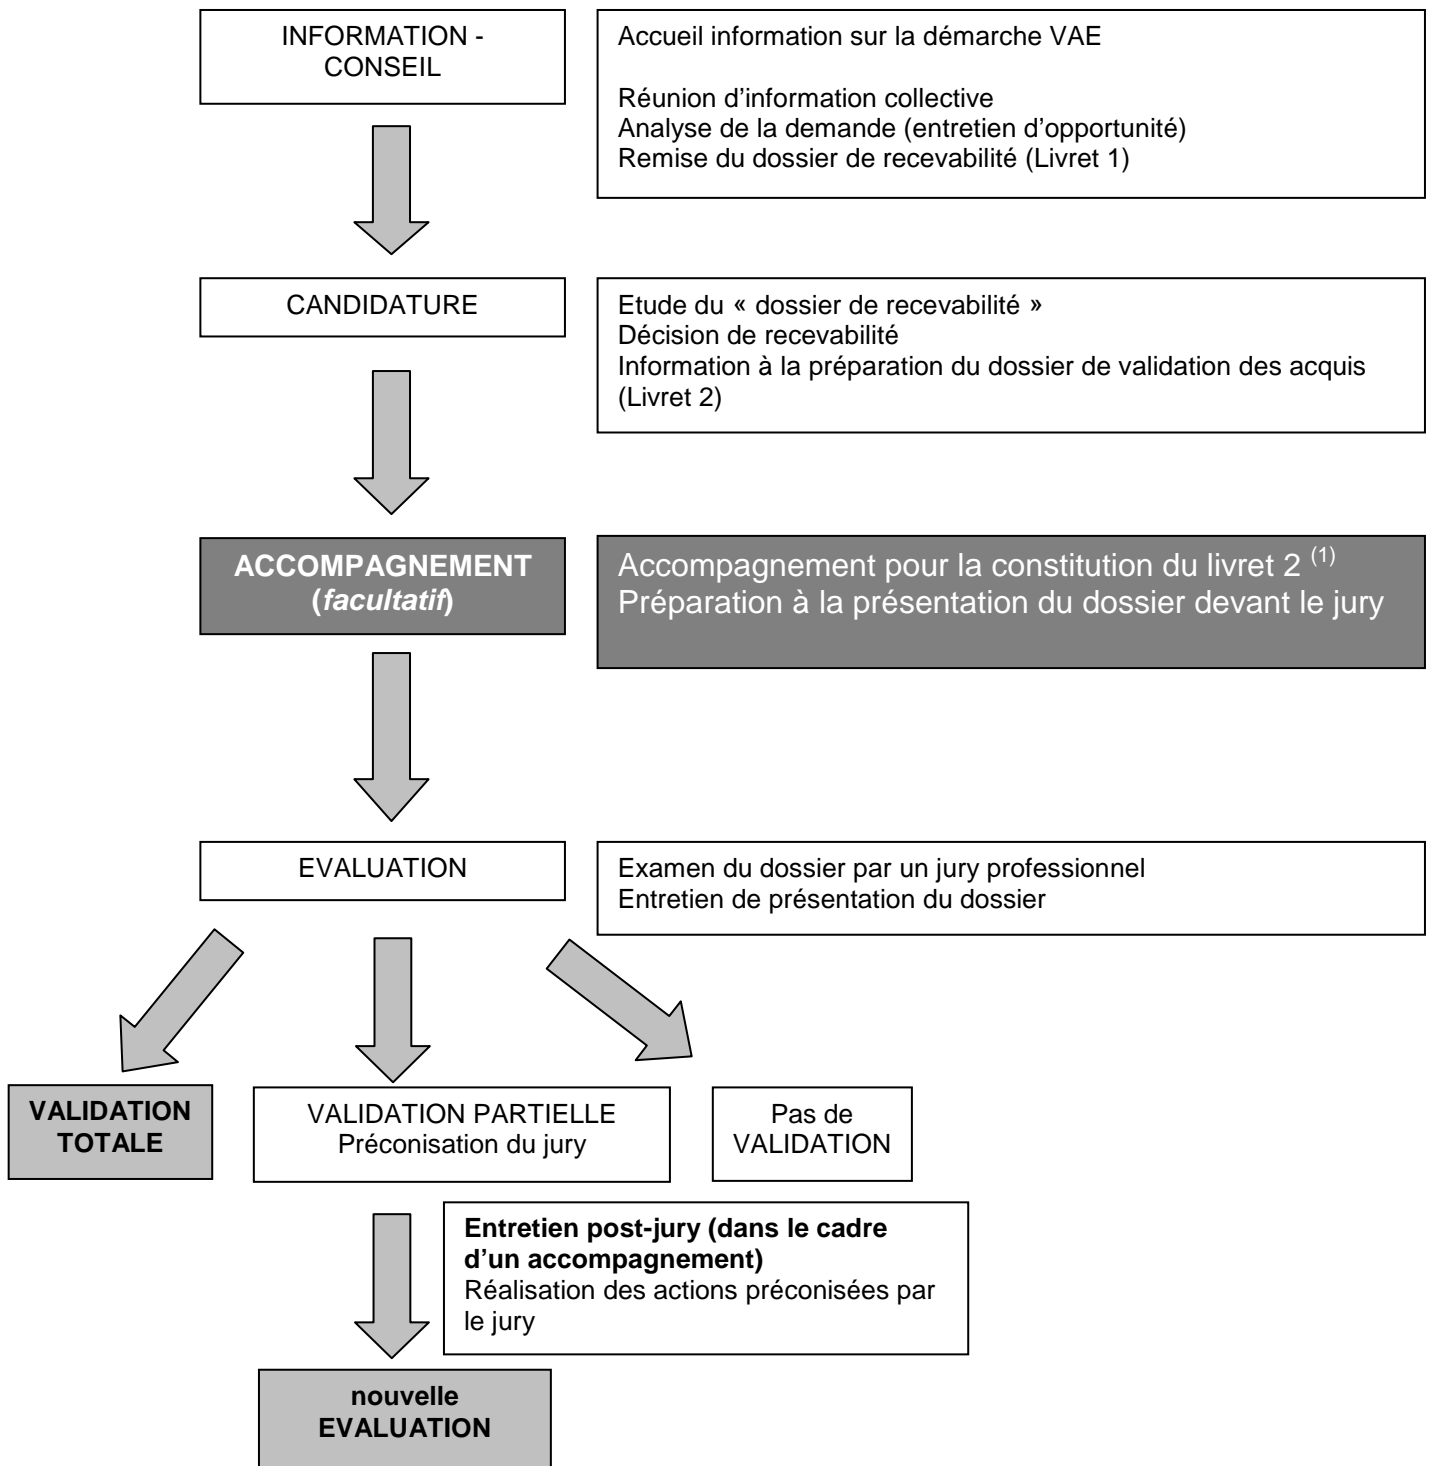 INFORMATION -
CONSEIL
Accueil information sur la démarche VAE
Réunion d’information collective
Analyse de la demande (entretien d’opportunité)
Remise du dossier de recevabilité (Livret 1)
CANDIDATURE
Etude du « dossier de recevabilité »
Décision de recevabilité
Information à la préparation du dossier de validation des acquis
(Livret 2)
ACCOMPAGNEMENT
(facultatif)
Accompagnement pour la constitution du livret 2 (1)
Préparation à la présentation du dossier devant le jury
EVALUATION
Examen du dossier par un jury professionnel
Entretien de présentation du dossier
VALIDATION
TOTALE
VALIDATION PARTIELLE
Préconisation du jury
Pas de
VALIDATION
Entretien post-jury (dans le cadre
d’un accompagnement)
Réalisation des actions préconisées par
le jury
nouvelle
EVALUATION